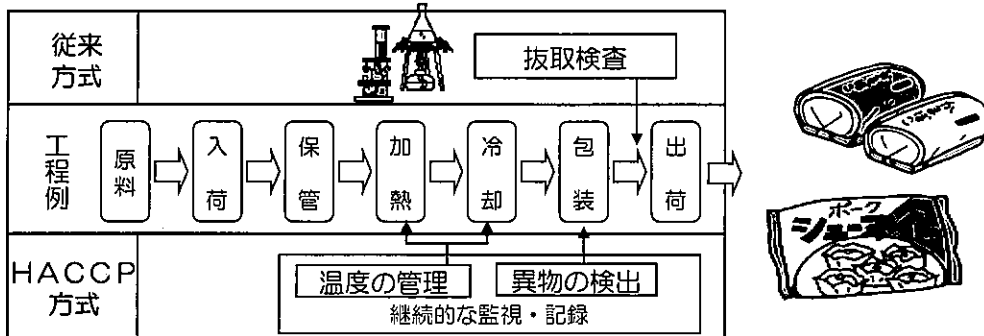 従来
方式
抜取検査
工程例
原料
入荷
保管
加熱
冷却
包装
出荷
HACCP
方式
温度の管理
異物の検出
継続的な監視・記録
ポーク